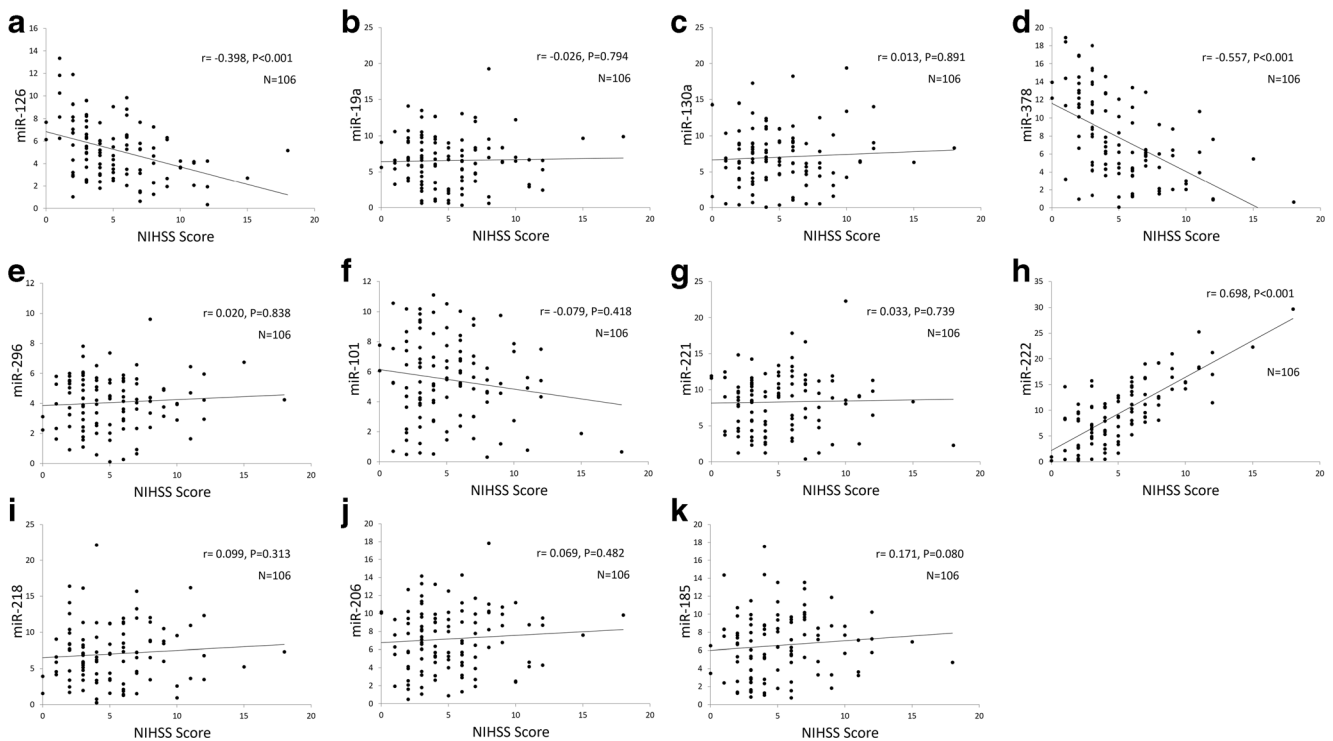 a
miR-126
16
14
12
10
8
6
4
2
0
r= -0.398, P<0.001
N=106
0 5 10 15 20
NIHSS Score
b
miR-19a
25
20
15
10
5
0
r= -0.026, P=0.794
N=106
0 5 10 15 20
NIHSS Score
c
miR-130a
25
20
15
10
5
0
r= 0.013, P=0.891
N=106
0 5 10 15 20
NIHSS Score
d
miR-378
20
18
16
14
12
10
8
6
4
2
0
r= -0.557, P<0.001
N=106
0 5 10 15 20
NIHSS Score
e
miR-296
12
10
8
6
4
2
0
r= 0.020, P=0.838
N=106
0 5 10 15 20
NIHSS Score
f
miR-101
12
10
8
6
4
2
0
r= -0.079, P=0.418
N=106
0 5 10 15 20
NIHSS Score
g
miR-221
25
20
15
10
5
0
r= 0.033, P=0.739
N=106
0 5 10 15 20
NIHSS Score
h
miR-222
35
30
25
20
15
10
5
0
r= 0.698, P<0.001
N=106
0 5 10 15 20
NIHSS Score
i
miR-218
25
20
15
10
5
0
r= 0.099, P=0.313
N=106
0 5 10 15 20
NIHSS Score
j
miR-206
20
18
16
14
12
10
8
6
4
2
0
r= 0.069, P=0.482
N=106
0 5 10 15 20
NIHSS Score
k
miR-185
20
18
16
14
12
10
8
6
4
2
0
r= 0.171, P=0.080
N=106
0 5 10 15 20
NIHSS Score